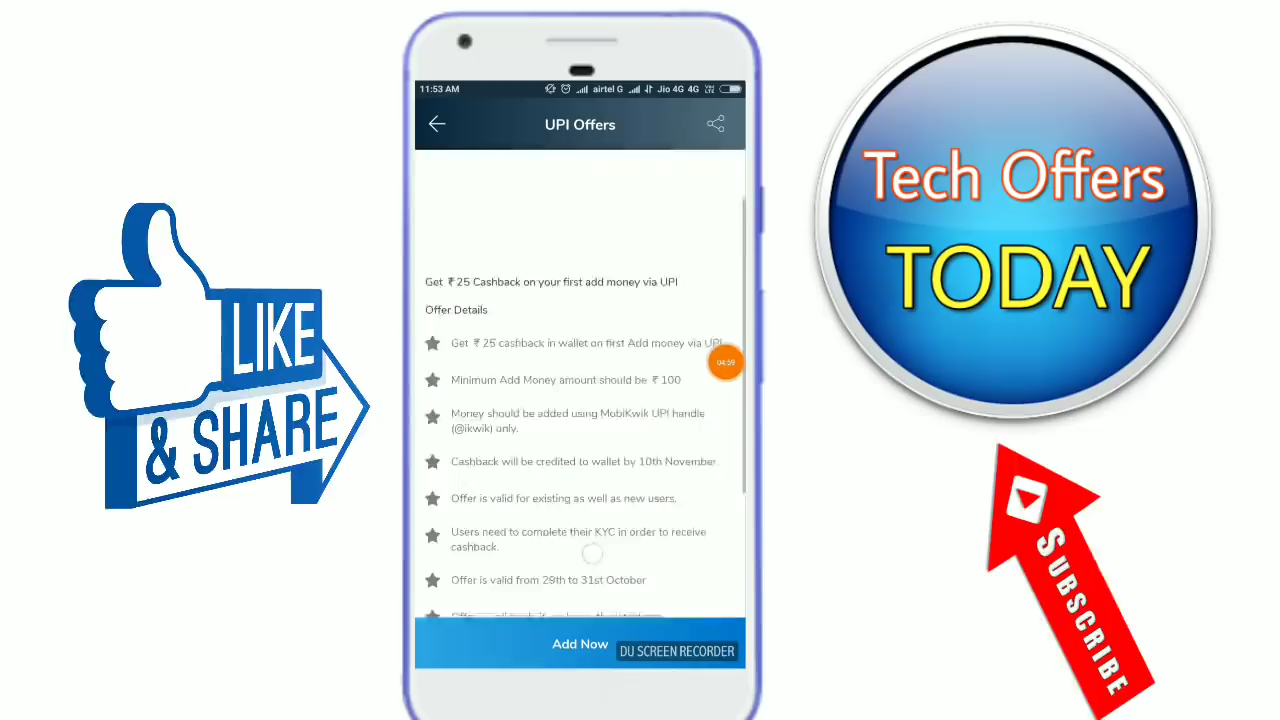 11:53 AM
airtel G
Jio 4G 4G
UPI Offers
Get ₹ 25 Cashback on your first add money via UPI
Offer Details
Get ₹ 25 cashback in wallet on first Add money via UPI
04:59
Minimum Add Money amount should be ₹ 100
Money should be added using MobiKwik UPI handle
(@ikwik) only.
Cashback will be credited to wallet by 10th November.
Offer is valid for existing as well as new users.
Users need to complete their KYC in order to receive
cashback.
Offer is valid from 29th to 31st October
Add Now
DU SCREEN RECORDER
LIKE
& SHARE
Tech Offers
TODAY
SUBSCRIBE